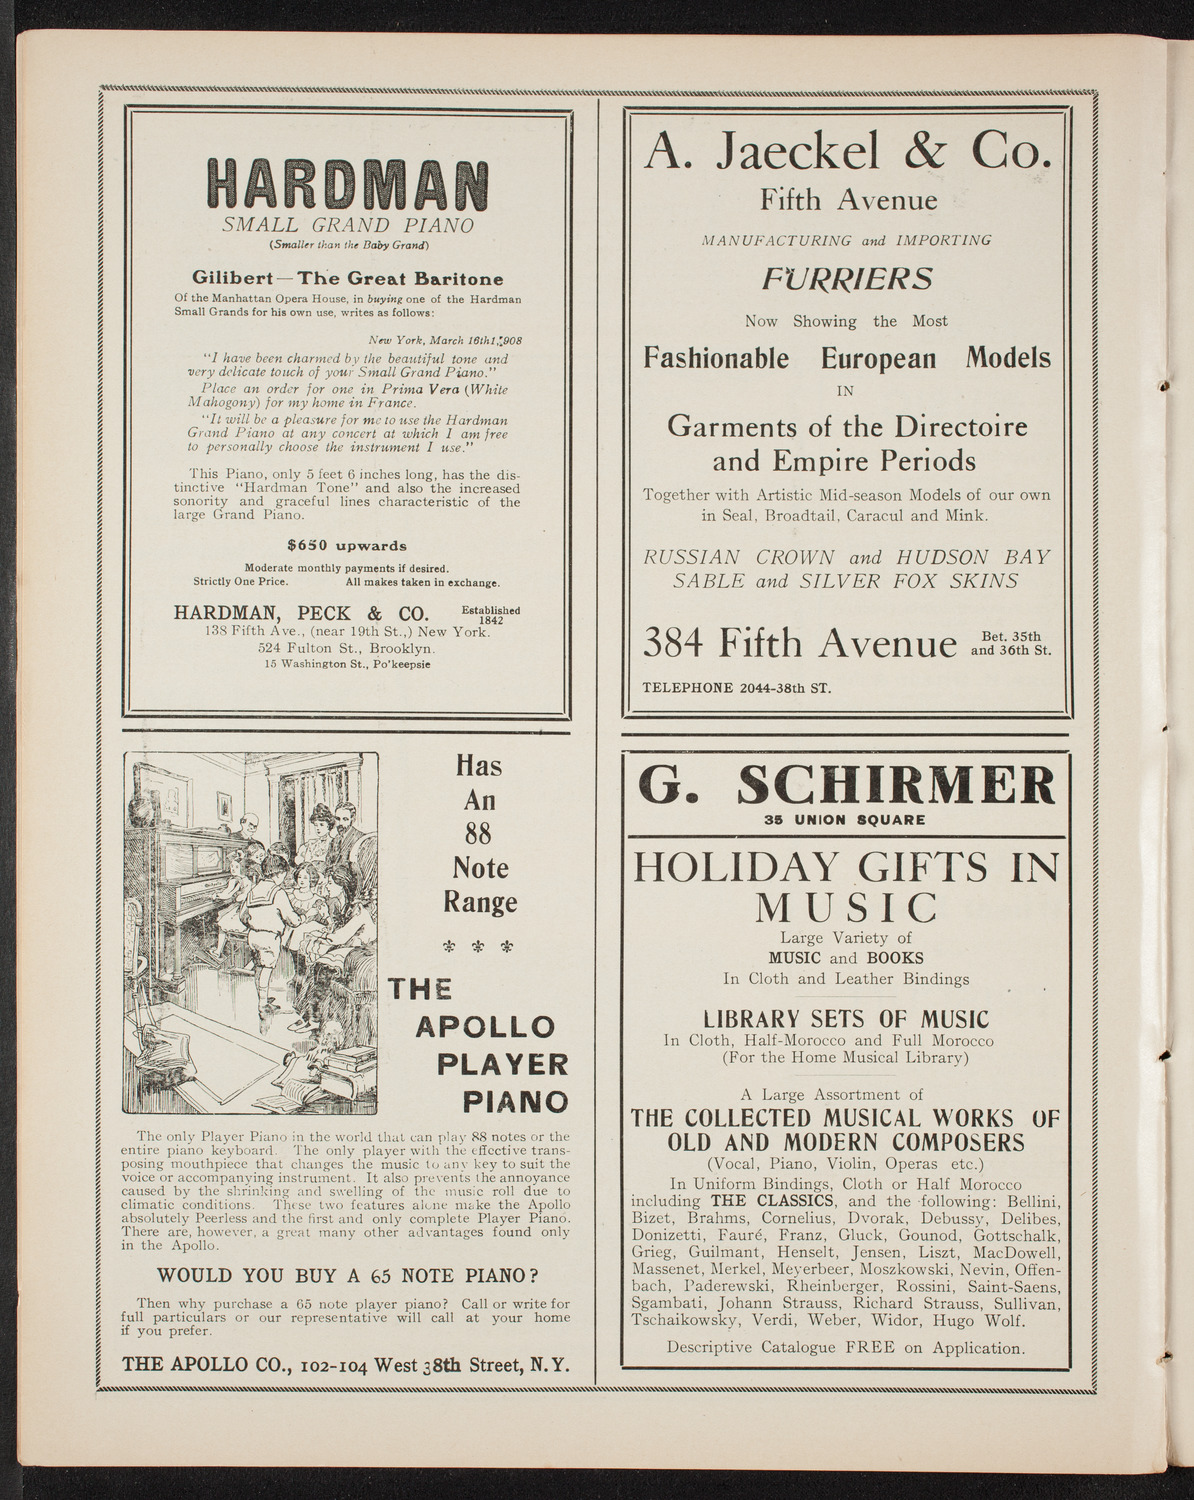 HARDMAN
SMALL GRAND PIANO
(Smaller than the Baby Grand)
Gilibert—The Great Baritone
Of the Manhattan Opera House, in buying one of the Hardman
Small Grands for his own use, writes as follows:
New York, March 16th1,:908
"I have been charmed by the beautiful tone and
very delicate touch of your Small Grand Piano."
Place an order for one in Prima Vera (White
Mahogony) for my home in France.
"It will be a pleasure for me to use the Hardman
Grand Piano at any concert at which I am free
to personally choose the instrument I use."
This Piano, only 5 feet 6 inches long, has the dis-
tinctive "Hardman Tone" and also the increased
sonority and graceful lines characteristic of the
large Grand Piano.
$650 upwards
Moderate monthly payments if desired.
Strictly One Price. All makes taken in exchange.
HARDMAN, PECK & CO. Established
1842
138 Fifth Ave., (near 19th St.,) New York.
524 Fulton St., Brooklyn.
15 Washington St., Po'keepsie
A. Jaeckel & Co.
Fifth Avenue
MANUFACTURING and IMPORTING
FURRIERS
Now Showing the Most
Fashionable European Models
IN
Garments of the Directoire
and Empire Periods
Together with Artistic Mid-season Models of our own
in Seal, Broadtail, Caracul and Mink.
RUSSIAN CROWN and HUDSON BAY
SABLE and SILVER FOX SKINS
384 Fifth Avenue Bet. 35th
and 36th St.
TELEPHONE 2044-38th ST.
Has
An
88
Note
Range
THE
APOLLO
PLAYER
PIANO
The only Player Piano in the world that can play 88 notes or the
entire piano keyboard. The only player with the effective trans-
posing mouthpiece that changes the music to any key to suit the
voice or accompanying instrument. It also prevents the annoyance
caused by the shrinking and swelling of the music roll due to
climatic conditions. These two features alone make the Apollo
absolutely Peerless and the first and only complete Player Piano.
There are, however, a great many other advantages found only
in the Apollo.
WOULD YOU BUY A 65 NOTE PIANO?
Then why purchase a 65 note player piano? Call or write for
full particulars or our representative will call at your home
if you prefer.
THE APOLLO CO., 102-104 West 38th Street, N.Y.
G. SCHIRMER
35 UNION SQUARE
HOLIDAY GIFTS IN
MUSIC
Large Variety of
MUSIC and BOOKS
In Cloth and Leather Bindings
LIBRARY SETS OF MUSIC
In Cloth, Half-Morocco and Full Morocco
(For the Home Musical Library)
A Large Assortment of
THE COLLECTED MUSICAL WORKS OF
OLD AND MODERN COMPOSERS
(Vocal, Piano, Violin, Operas etc.)
In Uniform Bindings, Cloth or Half Morocco
including THE CLASSICS, and the following: Bellini,
Bizet, Brahms, Cornelius, Dvorak, Debussy, Delibes,
Donizetti, Fauré, Franz, Gluck, Gounod, Gottschalk,
Grieg, Guilmant, Henselt, Jensen, Liszt, MacDowell,
Massenet, Merkel, Meyerbeer, Moszkowski, Nevin, Offen-
bach, Paderewski, Rheinberger, Rossini, Saint-Saens,
Sgambati, Johann Strauss, Richard Strauss, Sullivan,
Tschaikowsky, Verdi, Weber, Widor, Hugo Wolf.
Descriptive Catalogue FREE on Application.